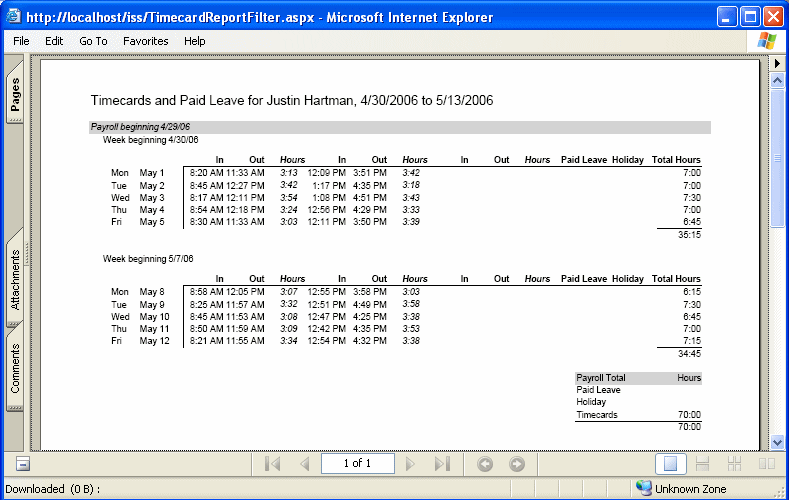 http://localhost/iss/TimecardReportFilter.aspx - Microsoft Internet Explorer
File Edit Go To Favorites Help
Pages
Attachments
Comments
Timecards and Paid Leave for Justin Hartman, 4/30/2006 to 5/13/2006
Payroll beginning 4/29/06
Week beginning 4/30/06
In Out Hours In Out Hours In Out Hours Paid Leave Holiday Total Hours
Mon May 1 8:20 AM 11:33 AM 3:13 12:09 PM 3:51 PM 3:42 7:00
Tue May 2 8:45 AM 12:27 PM 3:42 1:17 PM 4:35 PM 3:18 7:00
Wed May 3 8:17 AM 12:11 PM 3:54 1:08 PM 4:51 PM 3:43 7:30
Thu May 4 8:54 AM 12:18 PM 3:24 12:56 PM 4:29 PM 3:33 7:00
Fri May 5 8:30 AM 11:33 AM 3:03 12:11 PM 3:50 PM 3:39 6:45
35:15
Week beginning 5/7/06
In Out Hours In Out Hours In Out Hours Paid Leave Holiday Total Hours
Mon May 8 8:58 AM 12:05 PM 3:07 12:55 PM 3:58 PM 3:03 6:15
Tue May 9 8:25 AM 11:57 AM 3:32 12:51 PM 4:49 PM 3:58 7:30
Wed May 10 8:45 AM 11:53 AM 3:08 12:47 PM 4:25 PM 3:38 6:45
Thu May 11 8:50 AM 11:59 AM 3:09 12:42 PM 4:35 PM 3:53 7:00
Fri May 12 8:21 AM 11:55 AM 3:34 12:54 PM 4:32 PM 3:38 7:15
34:45
Payroll Total Hours
Paid Leave
Holiday
Timecards 70:00
70:00
1 of 1
Downloaded (0 B) :
Unknown Zone